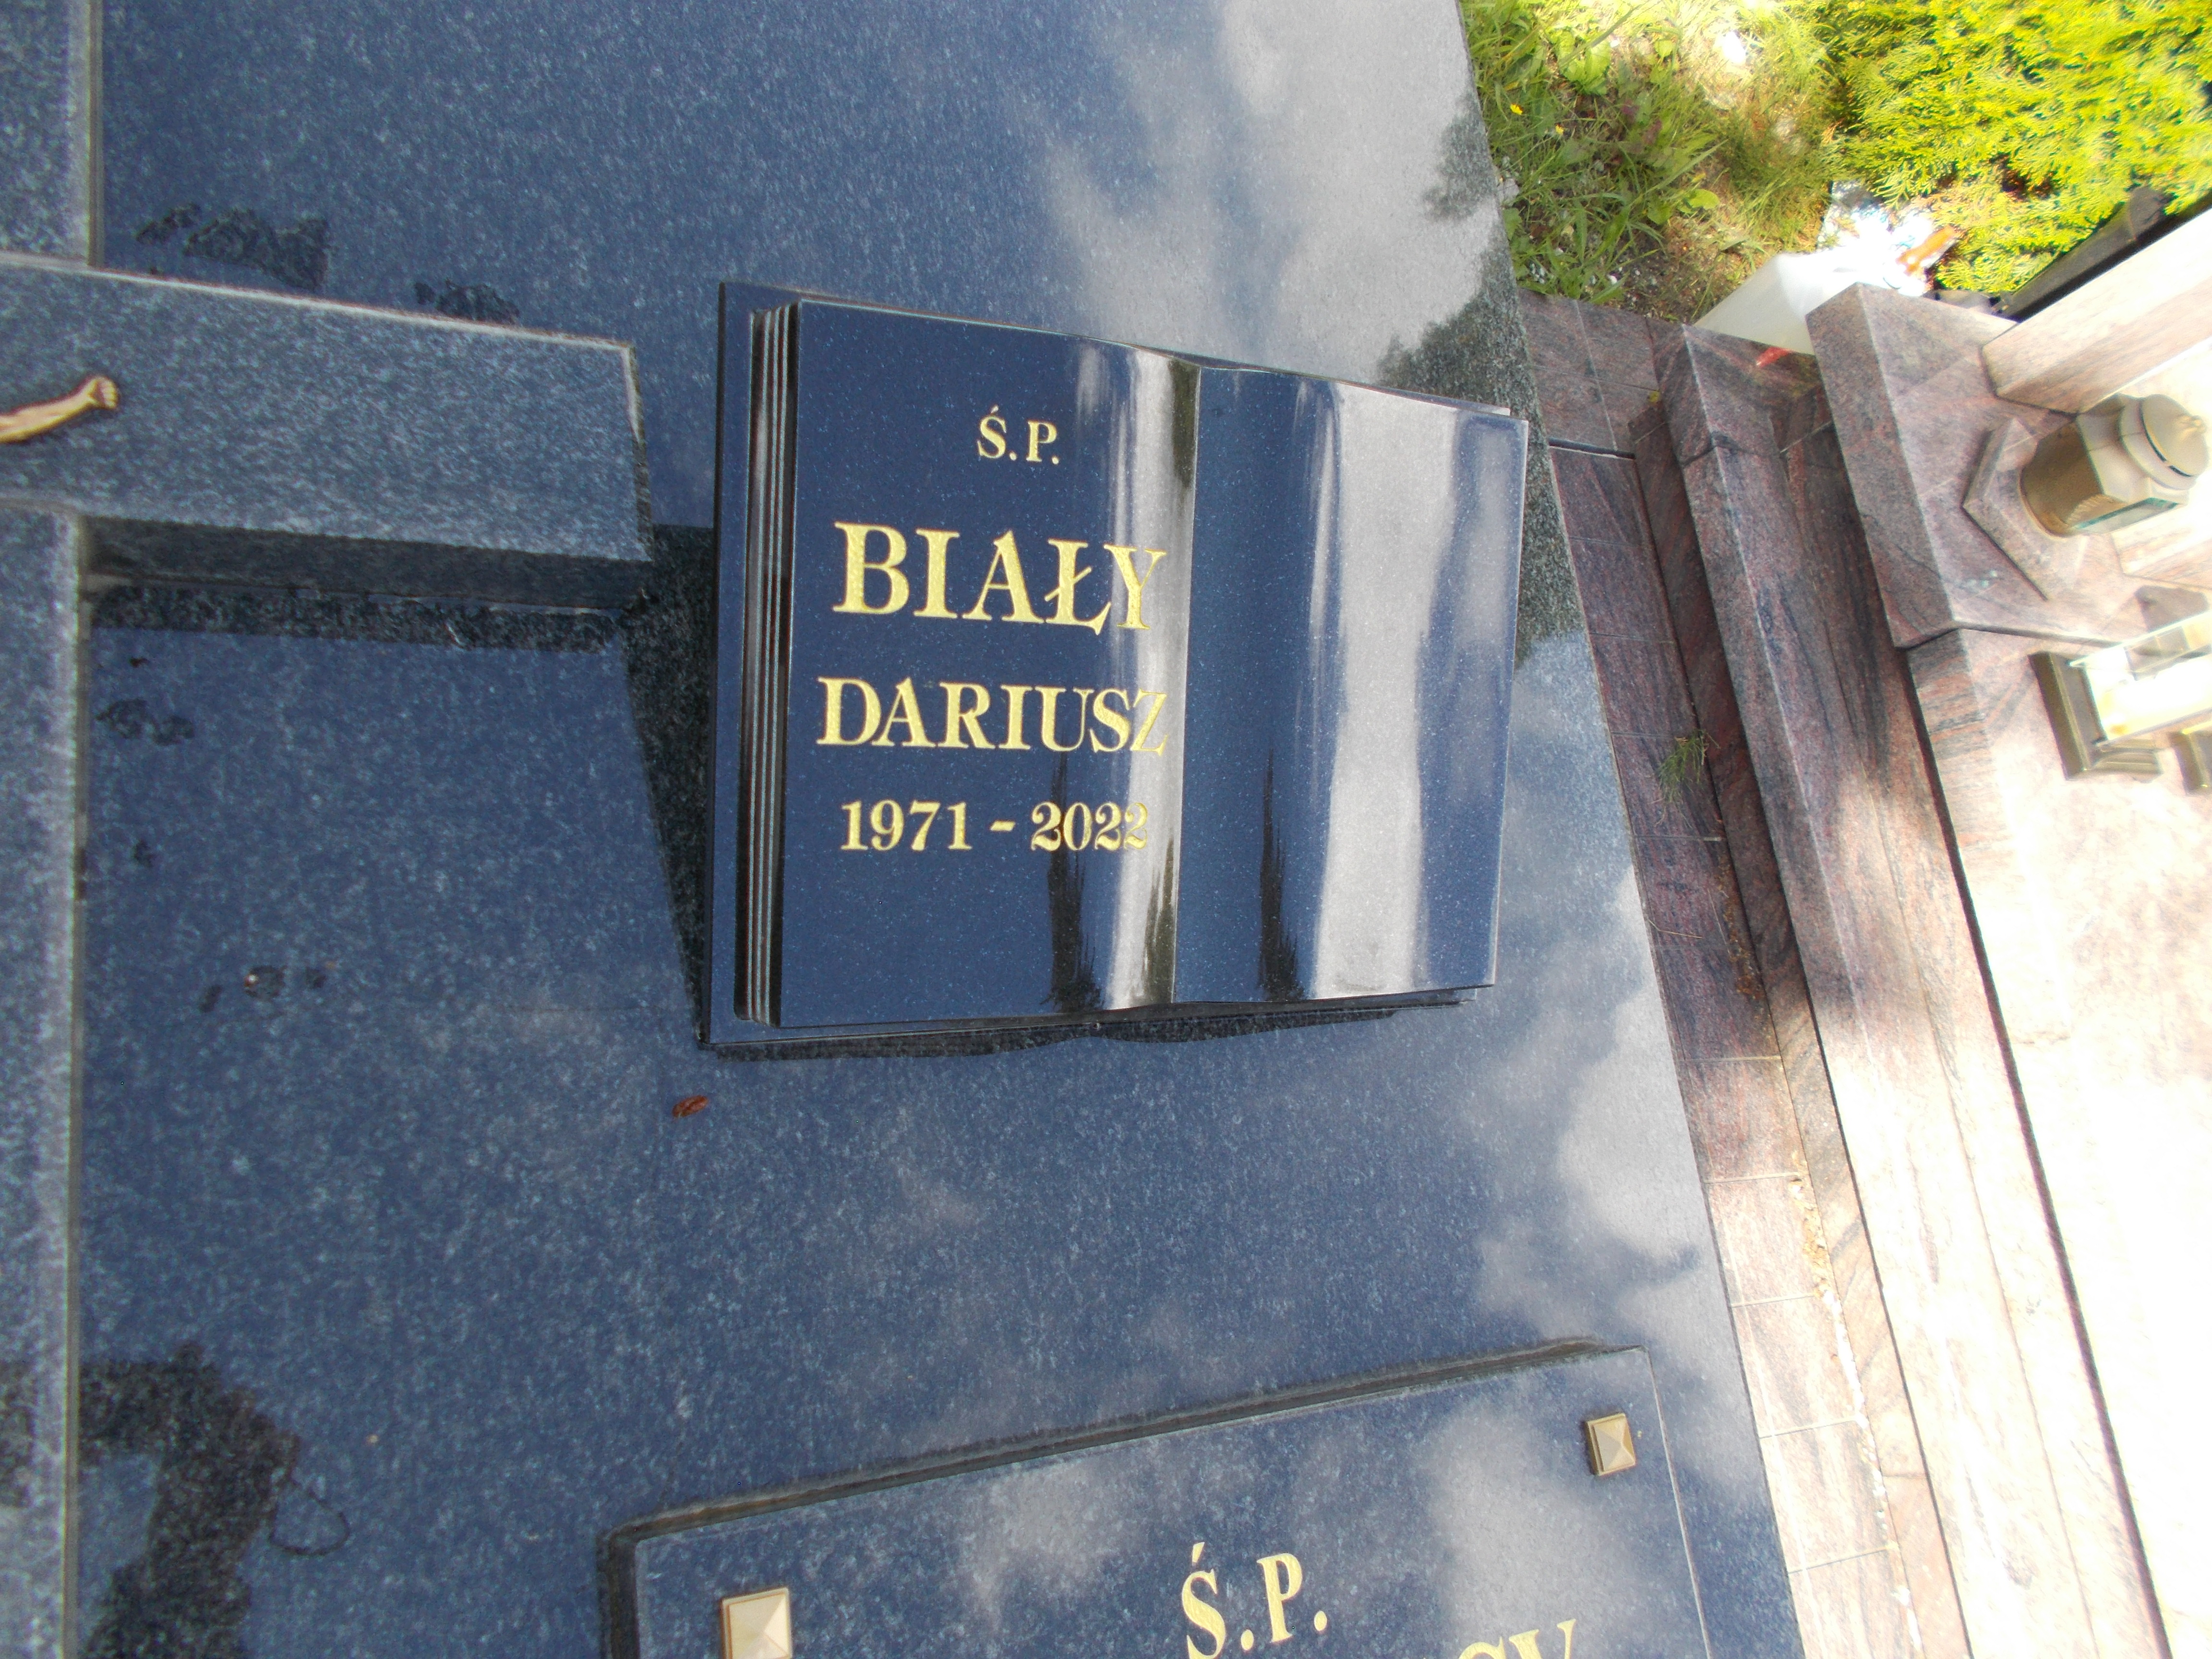 Ś.P.
BIAŁY
DARIUSZ
1971 - 2022
Ś.P.